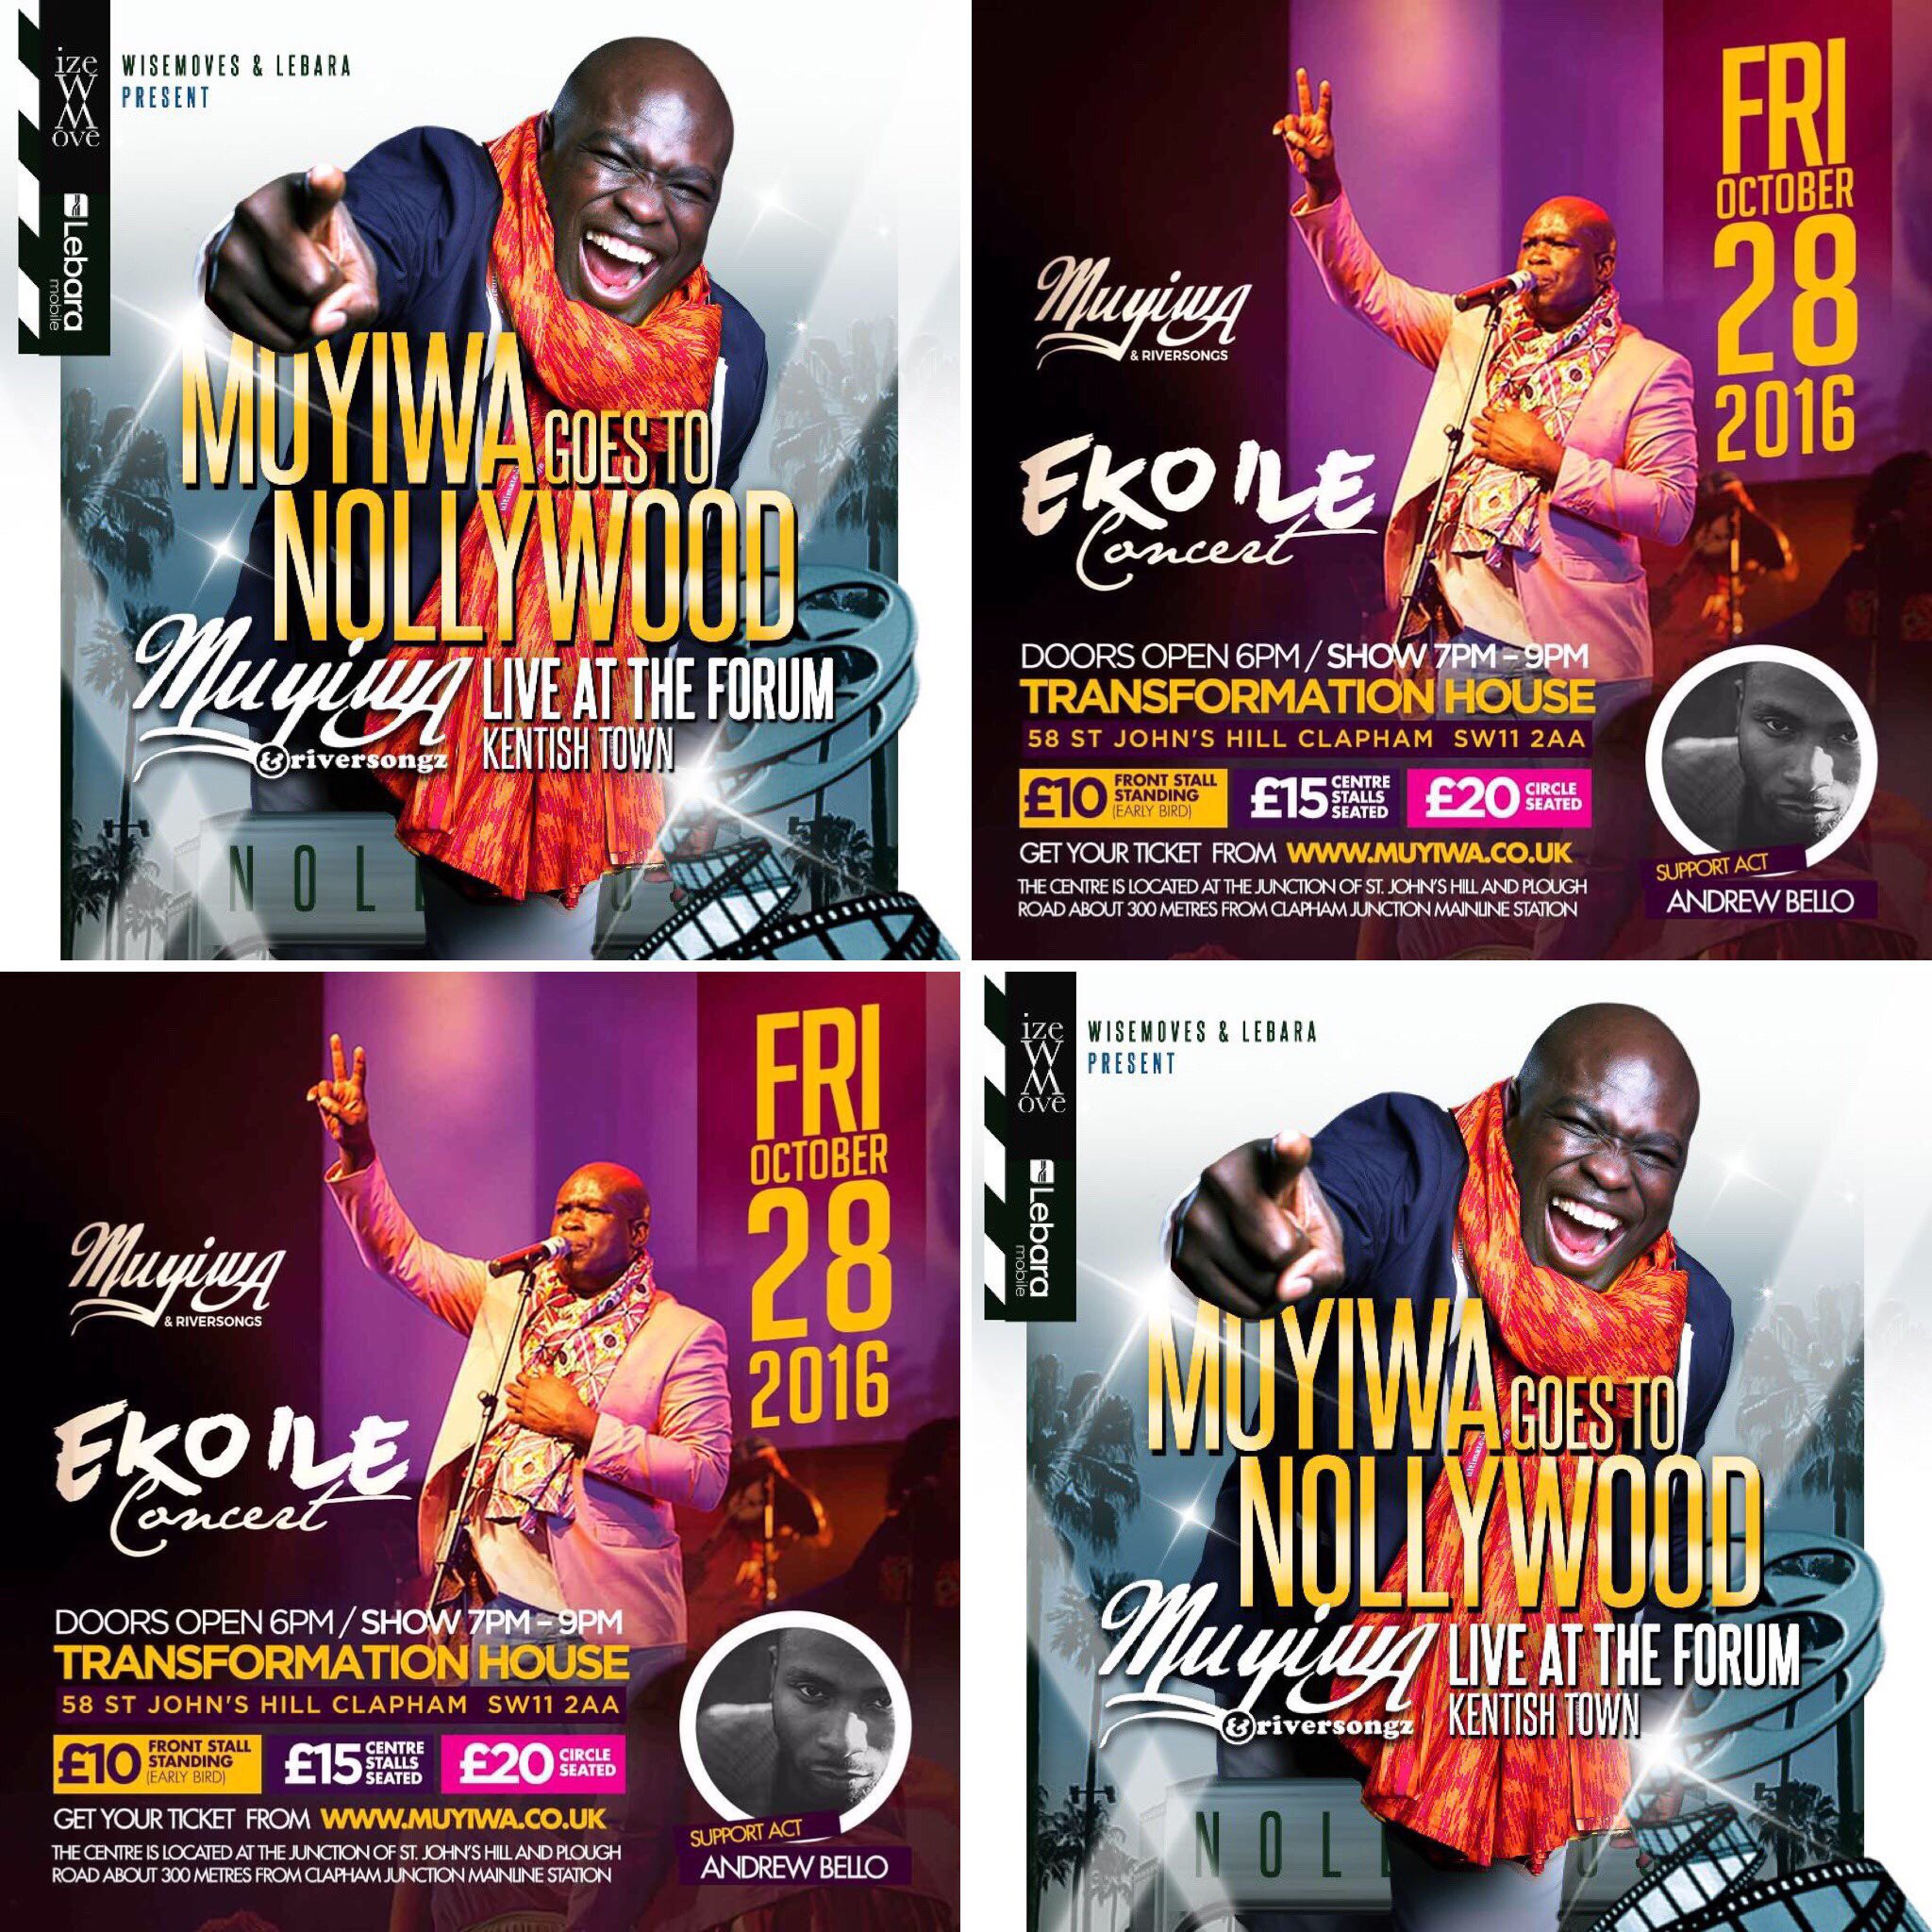 ize
W
M
ove
Lebara
mobile
WISEMOVES & LEBARA
PRESENT
MUYIWA GOES TO
NOLLYWOOD
Muyiwa
& riversongz
LIVE AT THE FORUM
KENTISH TOWN
NOLL
FRI
OCTOBER
28
2016
Muyiwa
& RIVERSONGS
EKO ILE
Concert
DOORS OPEN 6PM / SHOW 7PM – 9PM
TRANSFORMATION HOUSE
58 ST JOHN'S HILL CLAPHAM SW11 2AA
£10 FRONT STALL STANDING (EARLY BIRD)
£15 CENTRE STALLS SEATED
£20 CIRCLE SEATED
GET YOUR TICKET FROM WWW.MUYIWA.CO.UK
THE CENTRE IS LOCATED AT THE JUNCTION OF ST. JOHN'S HILL AND PLOUGH
ROAD ABOUT 300 METRES FROM CLAPHAM JUNCTION MAINLINE STATION
SUPPORT ACT
ANDREW BELLO
FRI
OCTOBER
28
2016
Muyiwa
& RIVERSONGS
EKO ILE
Concert
DOORS OPEN 6PM / SHOW 7PM – 9PM
TRANSFORMATION HOUSE
58 ST JOHN'S HILL CLAPHAM SW11 2AA
£10 FRONT STALL STANDING (EARLY BIRD)
£15 CENTRE STALLS SEATED
£20 CIRCLE SEATED
GET YOUR TICKET FROM WWW.MUYIWA.CO.UK
THE CENTRE IS LOCATED AT THE JUNCTION OF ST. JOHN'S HILL AND PLOUGH
ROAD ABOUT 300 METRES FROM CLAPHAM JUNCTION MAINLINE STATION
SUPPORT ACT
ANDREW BELLO
ize
W
M
ove
Lebara
mobile
WISEMOVES & LEBARA
PRESENT
MUYIWA GOES TO
NOLLYWOOD
Muyiwa
& riversongz
LIVE AT THE FORUM
KENTISH TOWN
NOLL